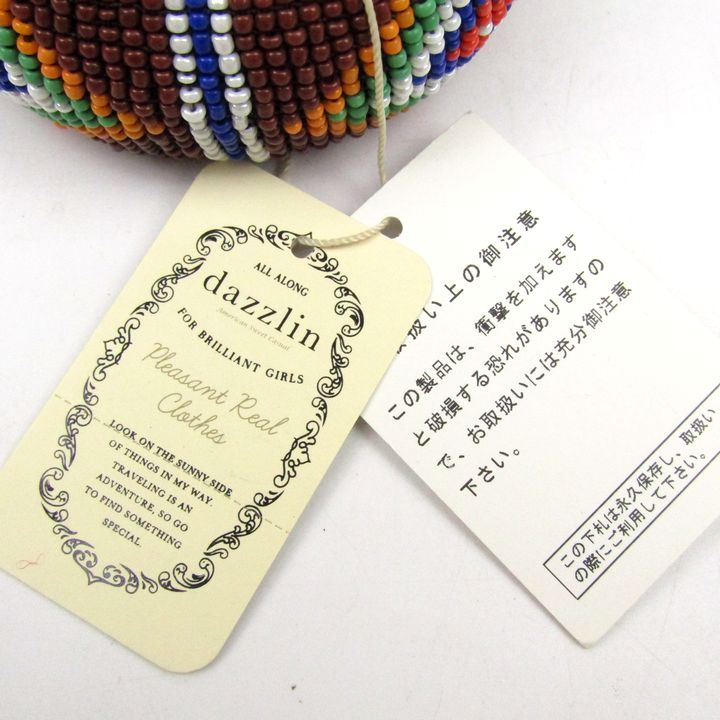 ALL ALONG
dazzlin
American Sweet Casual
FOR BRILLIANT GIRLS
Pleasant Real
Clothes
LOOK ON THE SUNNY SIDE
OF THINGS IN MY WAY.
TRAVELING IS AN
ADVENTURE, SO GO
TO FIND SOMETHING
SPECIAL.
扱い上の御注意
この製品は、衝撃を加えます
と破損する恐れがありますの
で、お取扱いには充分御注意
下さい。
この下札は永久保存し、取扱い
の際にご利用して下さい。